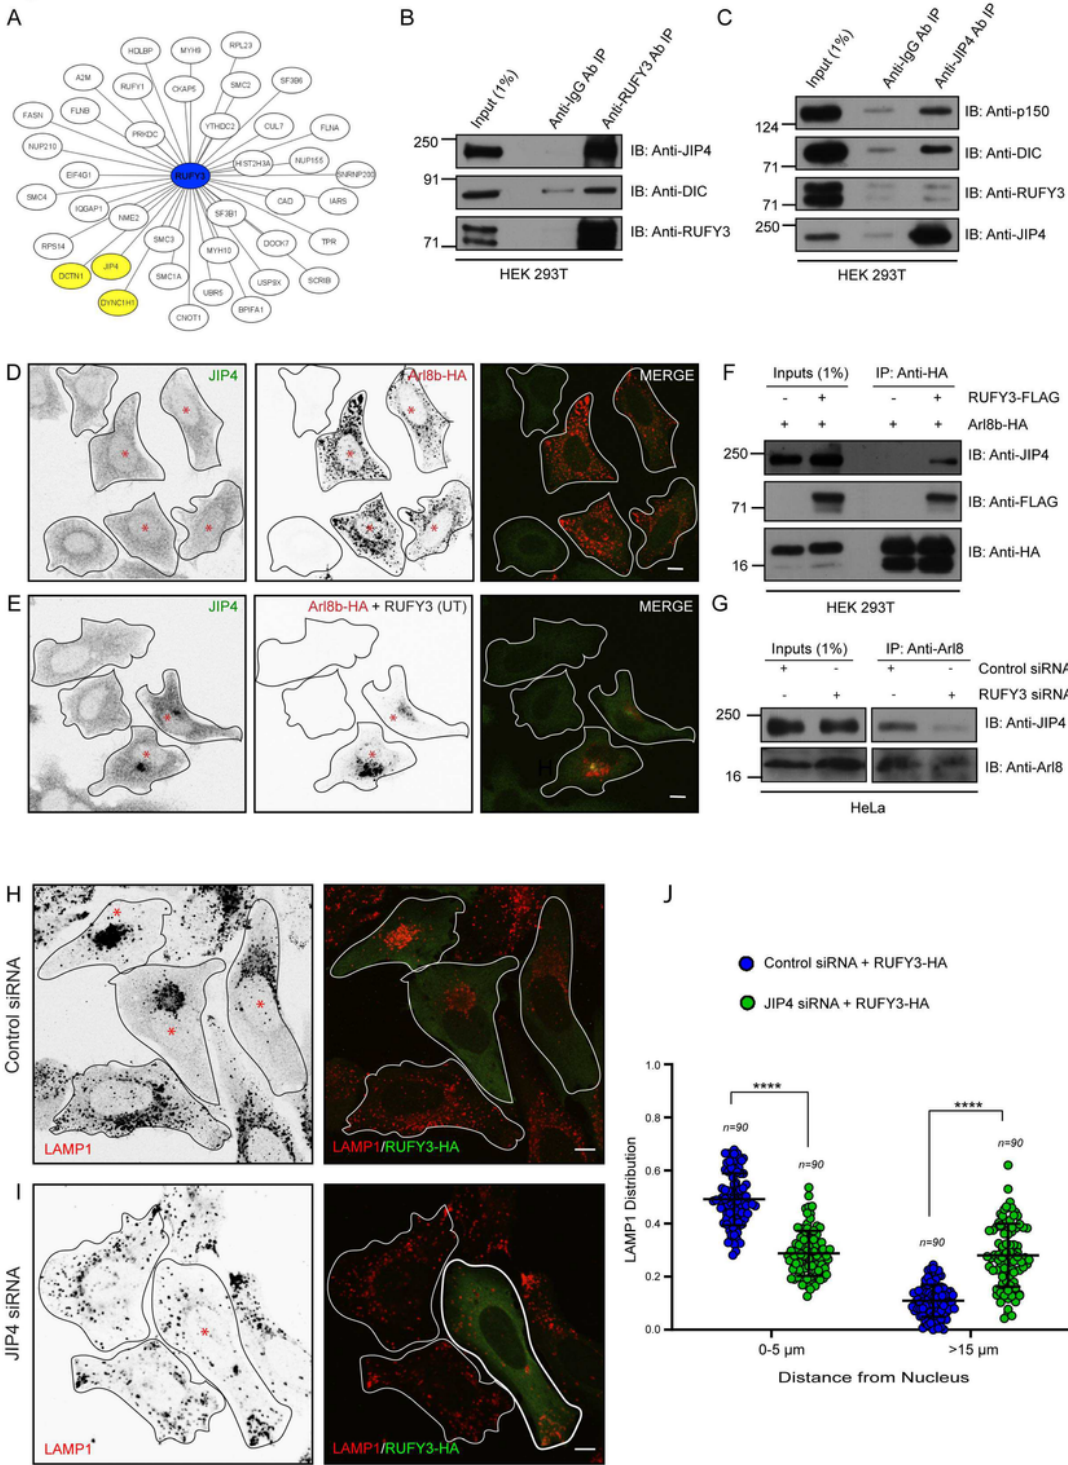 A
HDLBP
MYH9
RPL23
A2M
RUFY1
CKAP5
SMC2
SF3B6
FASN
FLNB
PRKDC
YTHDC2
CUL7
FLNA
NUP210
HIST2H3A
NUP155
SNRNP200
EIF4G1
RUFY3
SMC4
IQGAP1
NME2
SF3B1
CAD
IARS
RPS14
SMC3
MYH10
DOCK7
TPR
DCTN1
JIP4
SMC1A
USP9X
SCRIB
DYNC1H1
UBR5
BPIFA1
CNOT1
B
Input (1%)
Anti-IgG Ab IP
Anti-RUFY3 Ab IP
250
IB: Anti-JIP4
91
IB: Anti-DIC
71
IB: Anti-RUFY3
HEK 293T
C
Input (1%)
Anti-IgG Ab IP
Anti-JIP4 Ab IP
124
IB: Anti-p150
71
IB: Anti-DIC
IB: Anti-RUFY3
250
IB: Anti-JIP4
HEK 293T
D
JIP4
Arl8b-HA
MERGE
* * * *
* * * *
E
JIP4
Arl8b-HA + RUFY3 (UT)
MERGE
* *
* *
H
F
Inputs (1%) IP: Anti-HA
- + - + RUFY3-FLAG
+ + + + Arl8b-HA
250
IB: Anti-JIP4
71
IB: Anti-FLAG
16
IB: Anti-HA
HEK 293T
G
Inputs (1%) IP: Anti-Arl8
+ - + - Control siRNA
- + - + RUFY3 siRNA
250
IB: Anti-JIP4
16
IB: Anti-Arl8
HeLa
H
Control siRNA
* * *
LAMP1
LAMP1/RUFY3-HA
I
JIP4 siRNA
*
LAMP1
LAMP1/RUFY3-HA
J
Control siRNA + RUFY3-HA
JIP4 siRNA + RUFY3-HA
LAMP1 Distribution
1.0
0.8
0.6
0.4
0.2
0.0
****
n=90
n=90
****
n=90
n=90
0-5 µm
>15 µm
Distance from Nucleus